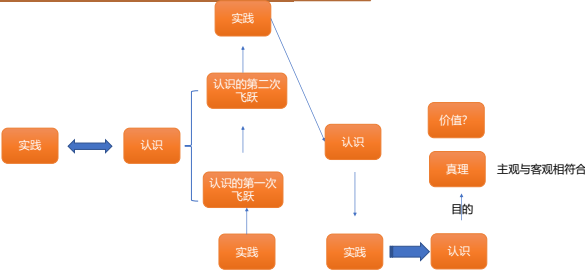 实践
认识的第二次
飞跃
价值?
实践
认识
认识
真理
主观与客观相符合
认识的第一次
飞跃
目的
实践
实践
认识